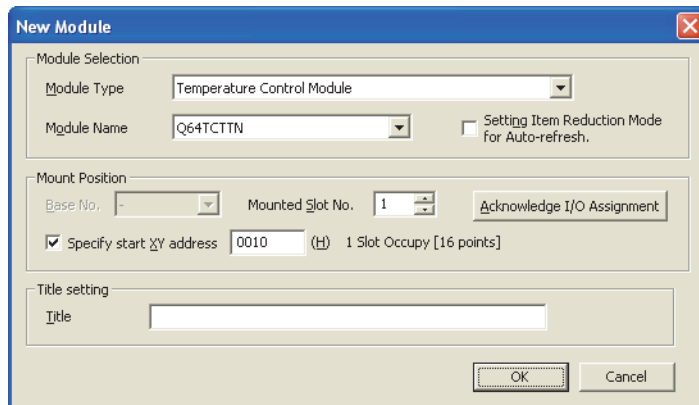 New Module
Module Selection
Module Type Temperature Control Module
Module Name Q64TCTTN Setting Item Reduction Mode
for Auto-refresh.
Mount Position
Base No. - Mounted Slot No. 1 Acknowledge I/O Assignment
Specify start XY address 0010 (H) 1 Slot Occupy [16 points]
Title setting
Title
OK Cancel